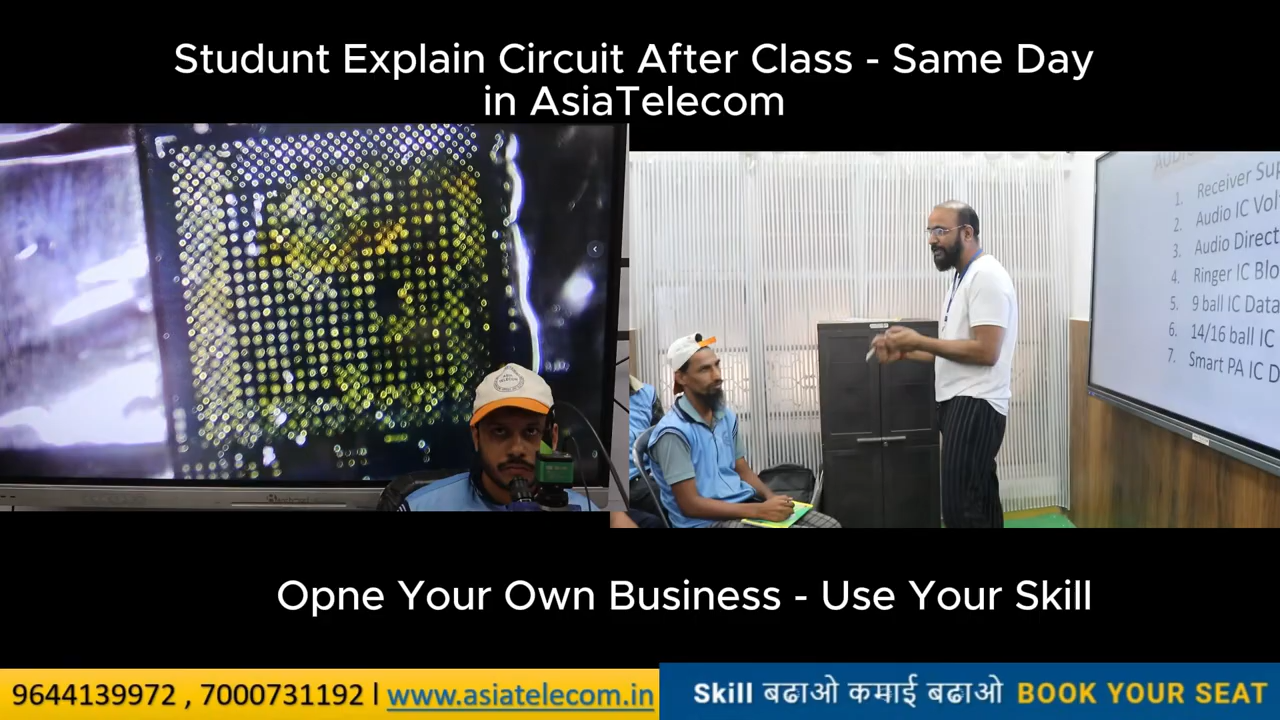 Studunt Explain Circuit After Class - Same Day
in AsiaTelecom
1. Receiver Sup
2. Audio IC Vol
3. Audio Direct
4. Ringer IC Blo
5. 9 ball IC Data
6. 14/16 ball IC
7. Smart PA IC D
ASIA TELECOM
Opne Your Own Business - Use Your Skill
9644139972 , 7000731192 | www.asiatelecom.in
Skill बढाओ कमाई बढाओ BOOK YOUR SEAT